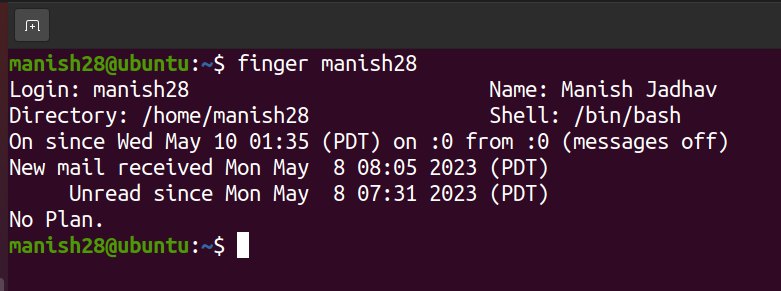 manish28@ubuntu:~$ finger manish28
Login: manish28                         Name: Manish Jadhav
Directory: /home/manish28               Shell: /bin/bash
On since Wed May 10 01:35 (PDT) on :0 from :0 (messages off)
New mail received Mon May  8 08:05 2023 (PDT)
     Unread since Mon May  8 07:31 2023 (PDT)
No Plan.
manish28@ubuntu:~$